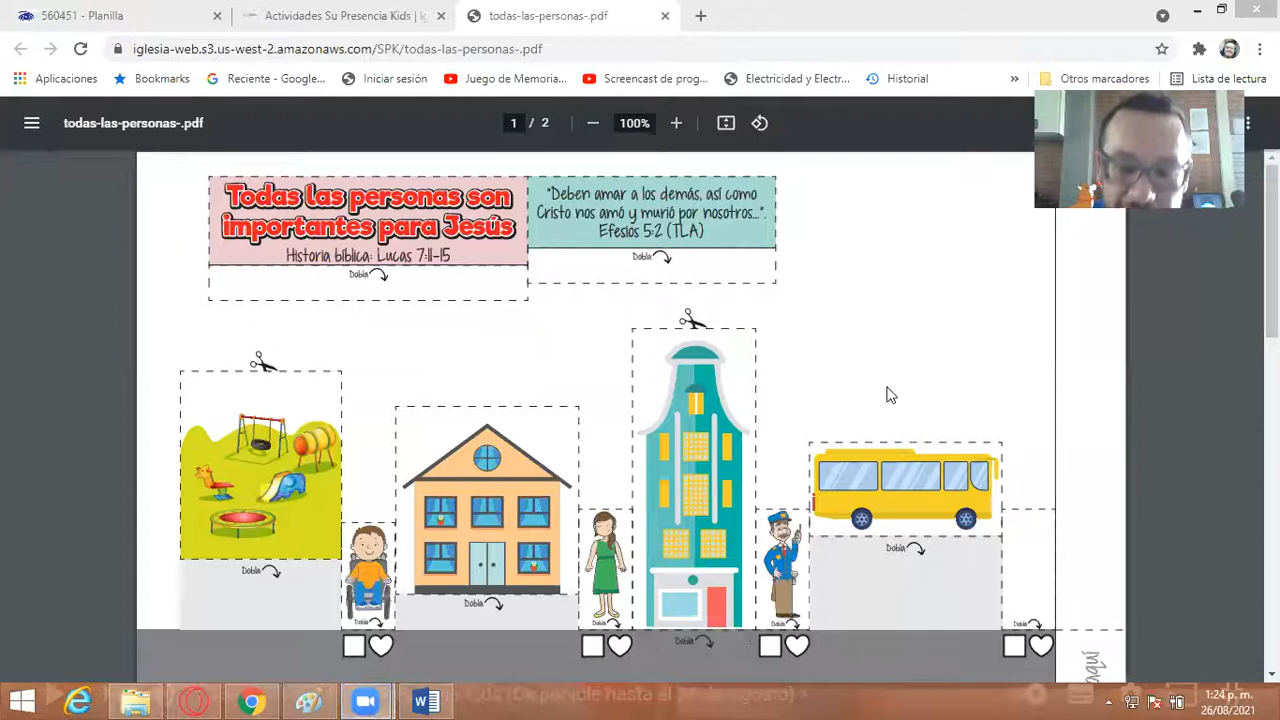 560451 - Planilla
Actividades Su Presencia Kids | Ig
todas-las-personas-.pdf
iglesia-web.s3.us-west-2.amazonaws.com/SPK/todas-las-personas-.pdf
Aplicaciones
Bookmarks
Reciente - Google...
Iniciar sesión
Juego de Memoria...
Screencast de prog...
Electricidad y Electr...
Historial
»
Otros marcadores
Lista de lectura
todas-las-personas-.pdf
1 / 2
100%
Todas las personas son
importantes para Jesús
Historia bíblica: Lucas 7:11-15
Dobla
"Deben amar a los demás, así como
Cristo nos amó y murió por nosotros...".
Efesios 5:2 (TLA)
Dobla
Dobla
Dobla
Dobla
Dobla
Dobla
Dobla
Dobla
Dobla
1:24 p.m.
26/08/2021